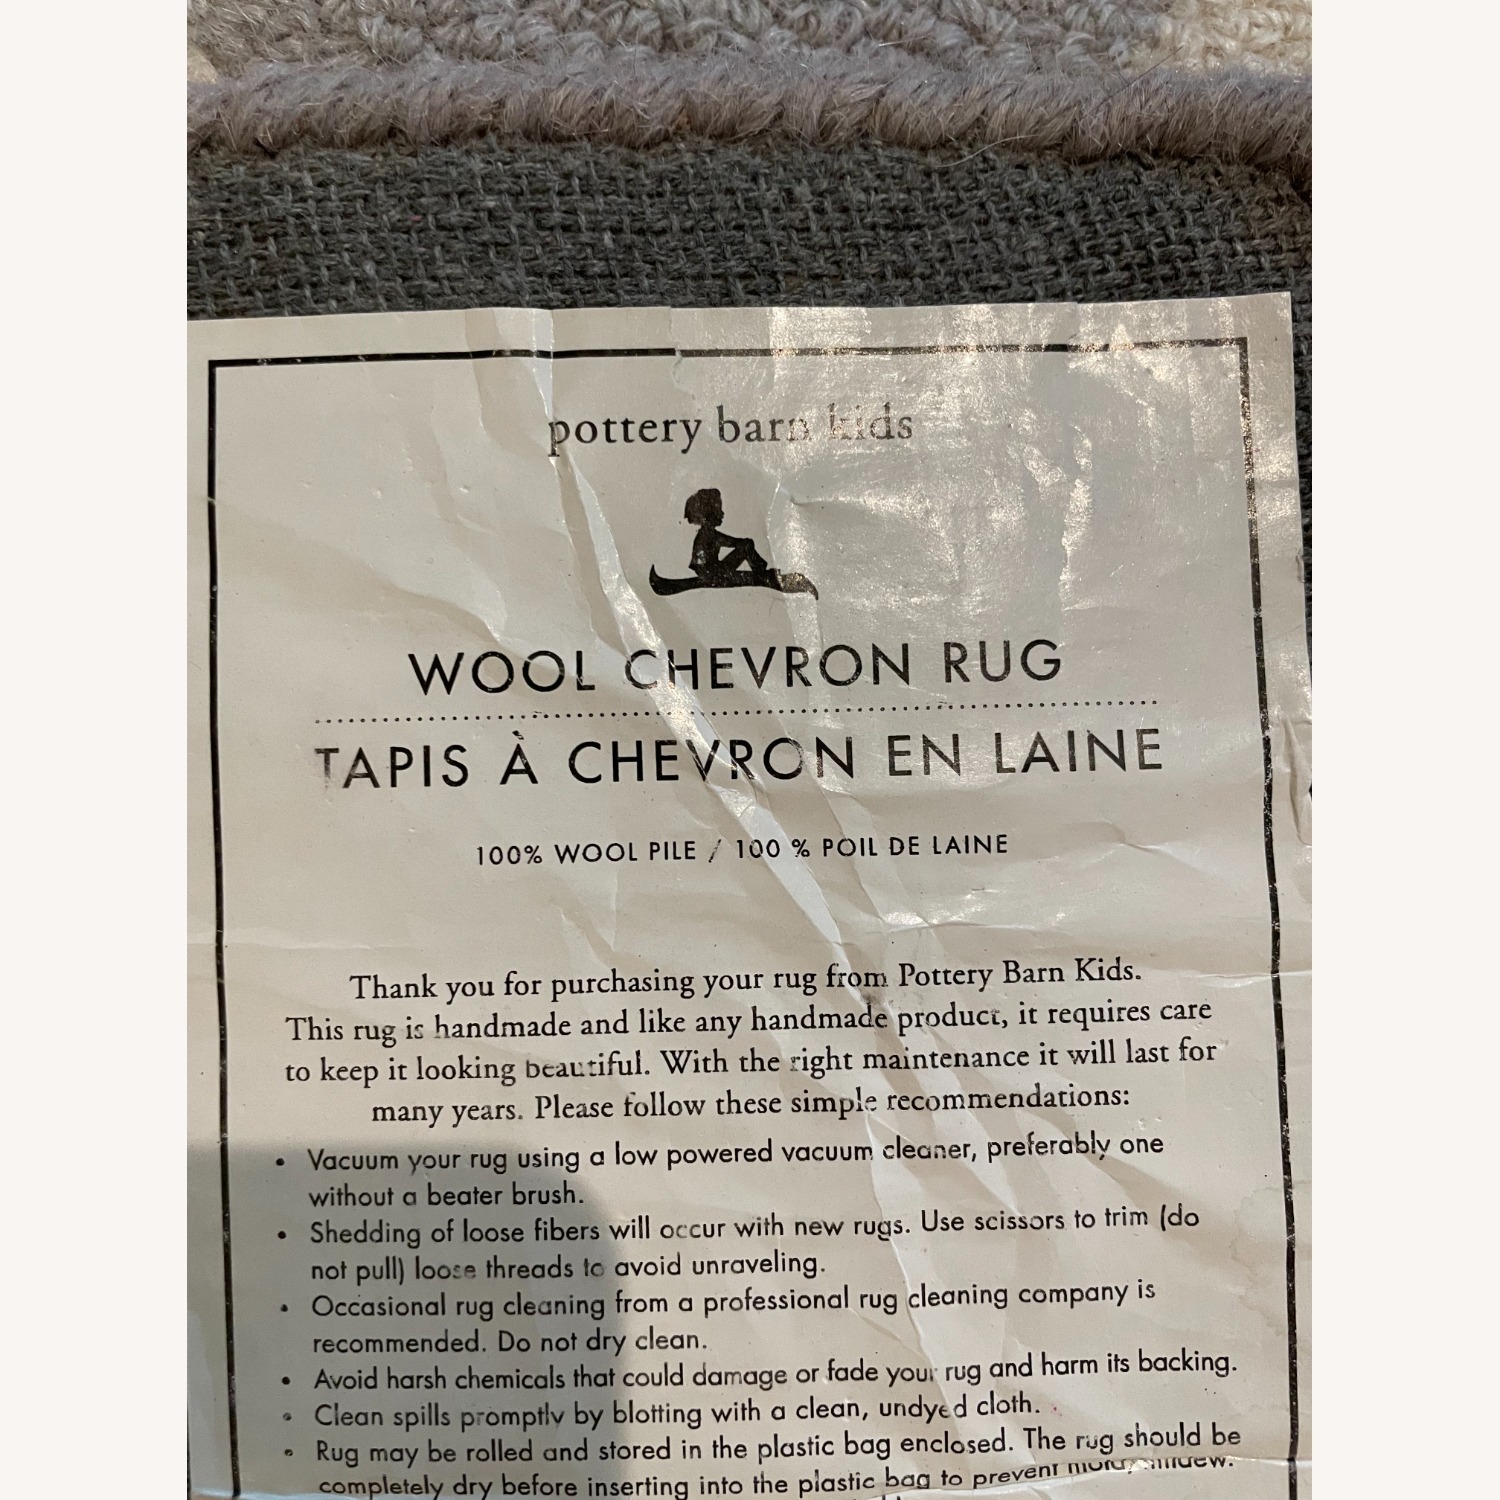 pottery barn kids
WOOL CHEVRON RUG
TAPIS À CHEVRON EN LAINE
100% WOOL PILE / 100 % POIL DE LAINE
Thank you for purchasing your rug from Pottery Barn Kids.
This rug is handmade and like any handmade product, it requires care
to keep it looking beautiful. With the right maintenance it will last for
many years. Please follow these simple recommendations:
• Vacuum your rug using a low powered vacuum cleaner, preferably one
without a beater brush.
• Shedding of loose fibers will occur with new rugs. Use scissors to trim (do
not pull) loose threads to avoid unraveling.
• Occasional rug cleaning from a professional rug cleaning company is
recommended. Do not dry clean.
• Avoid harsh chemicals that could damage or fade your rug and harm its backing.
• Clean spills promptly by blotting with a clean, undyed cloth.
• Rug may be rolled and stored in the plastic bag enclosed. The rug should be
completely dry before inserting into the plastic bag to prevent mold, mildew.